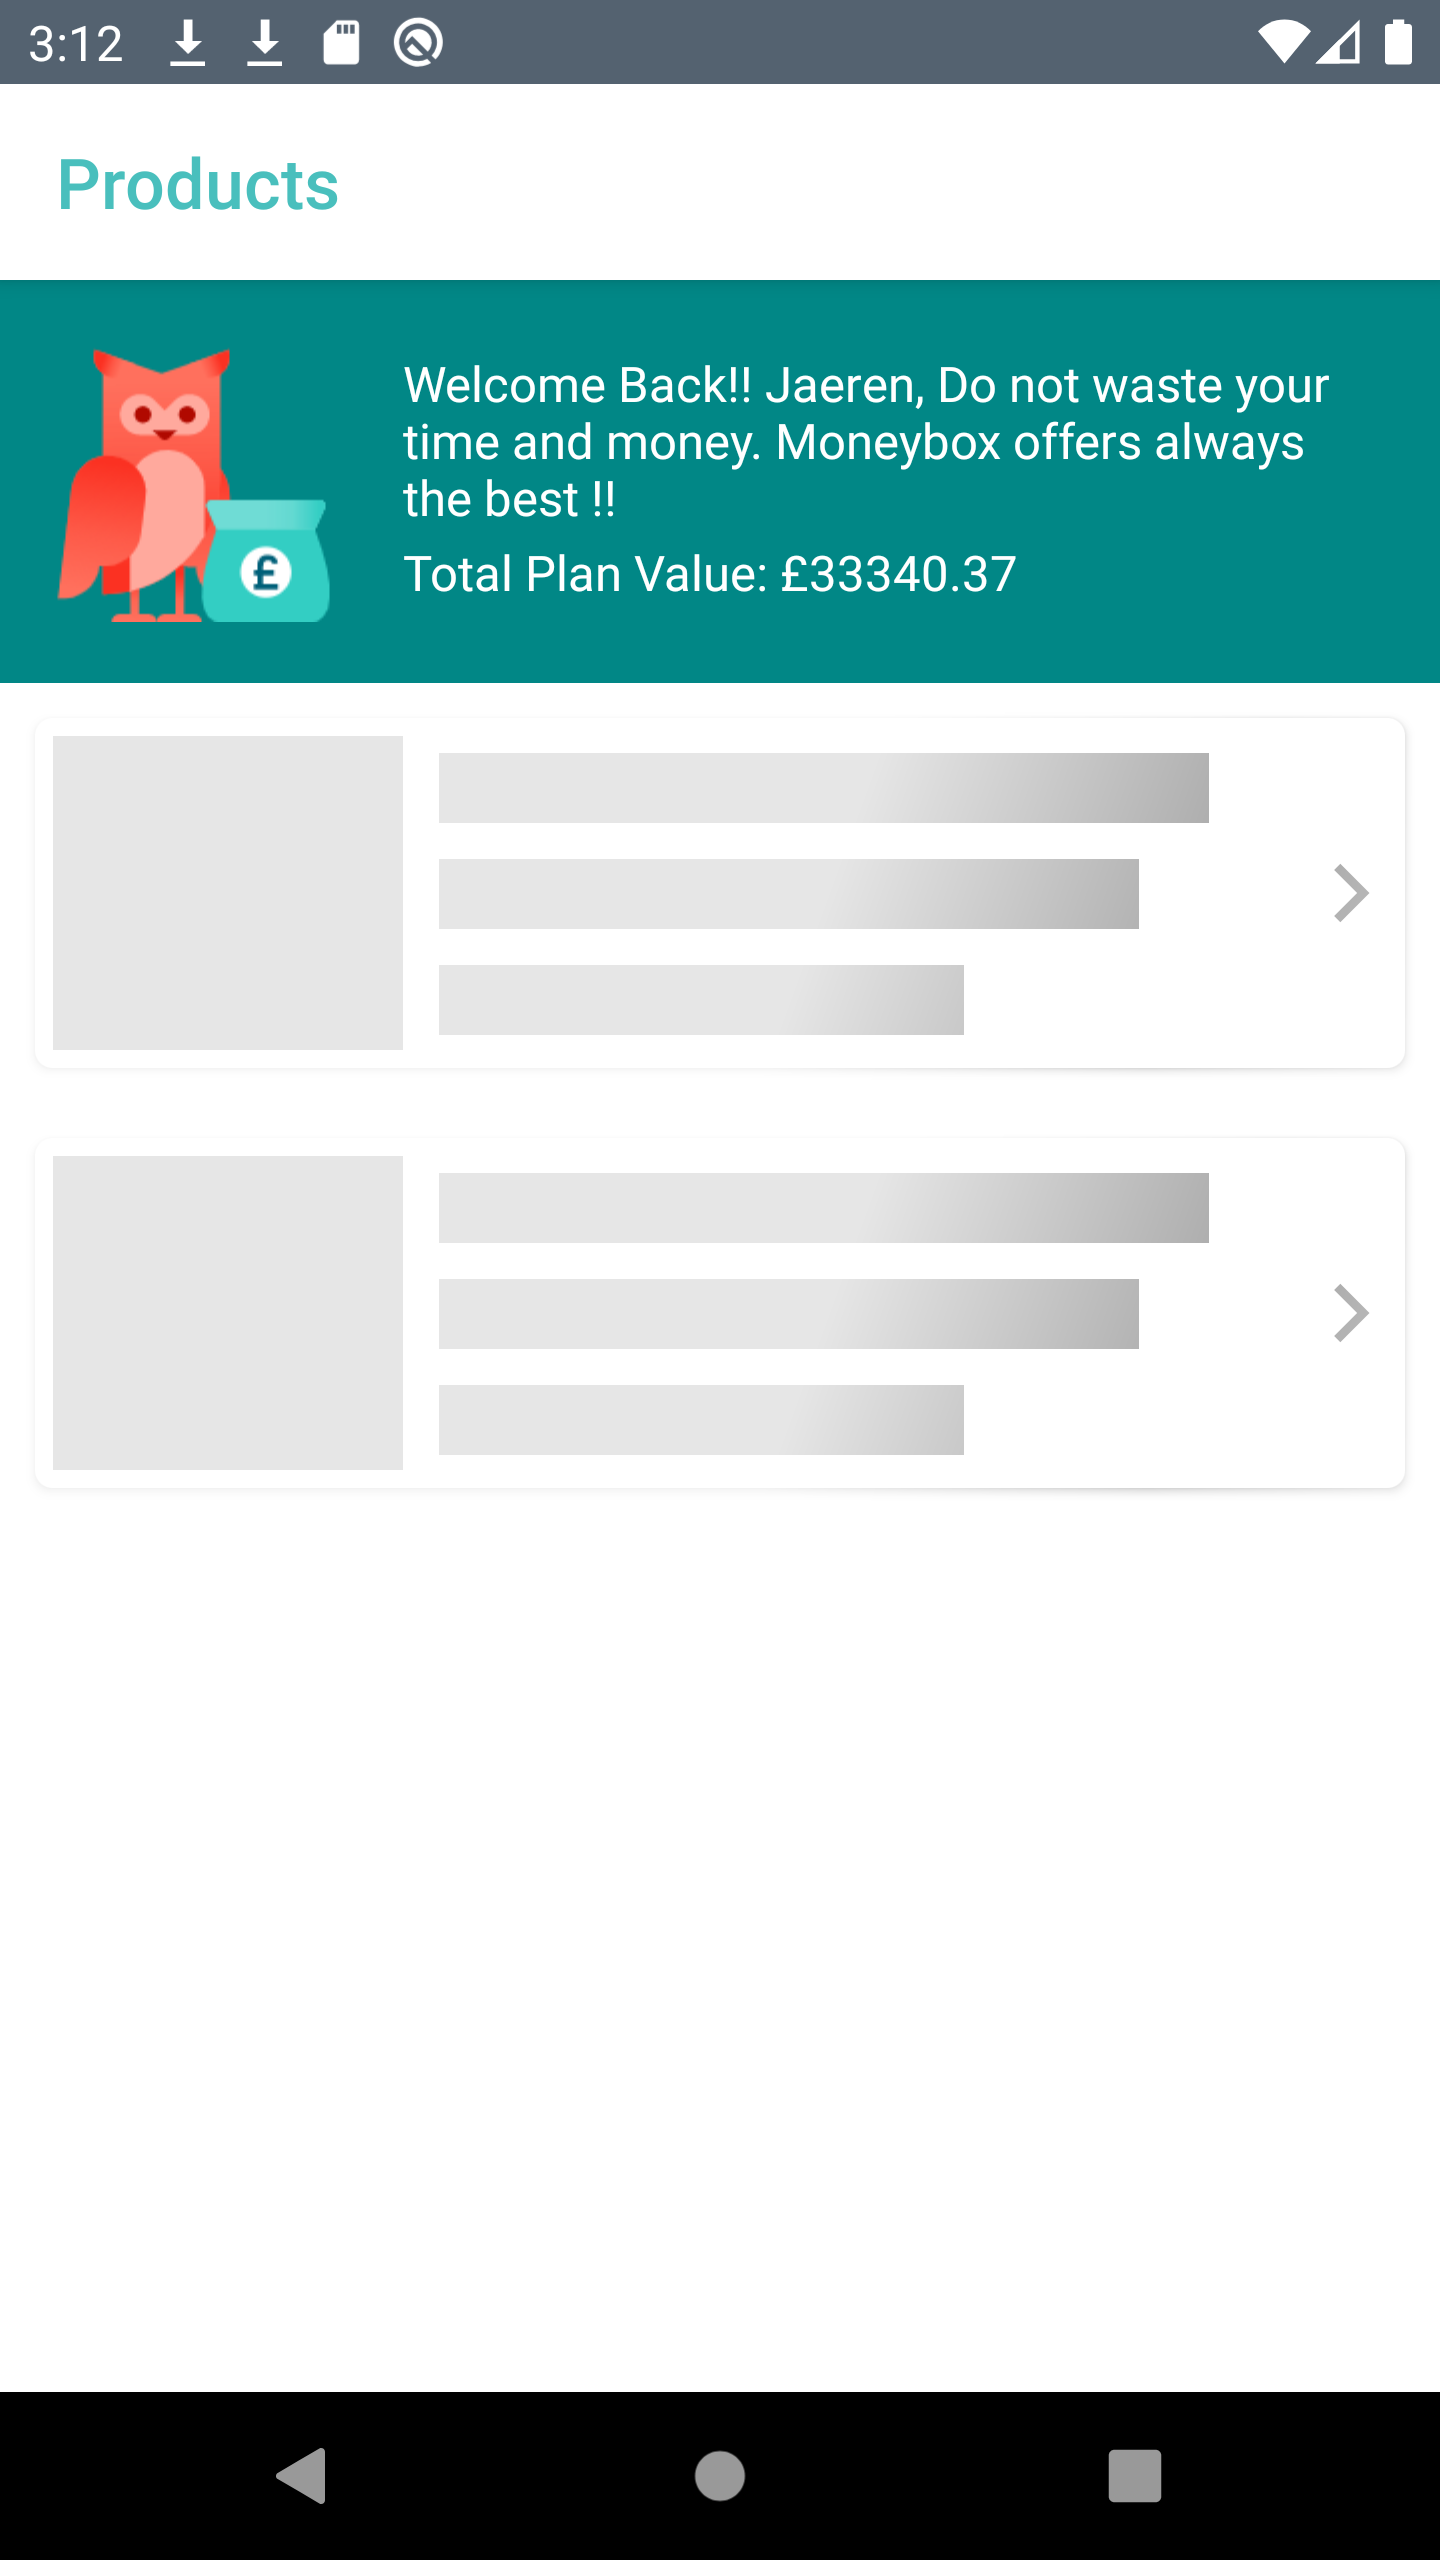 3:12
Products
Welcome Back!! Jaeren, Do not waste your
time and money. Moneybox offers always
the best !!
Total Plan Value: £33340.37
£